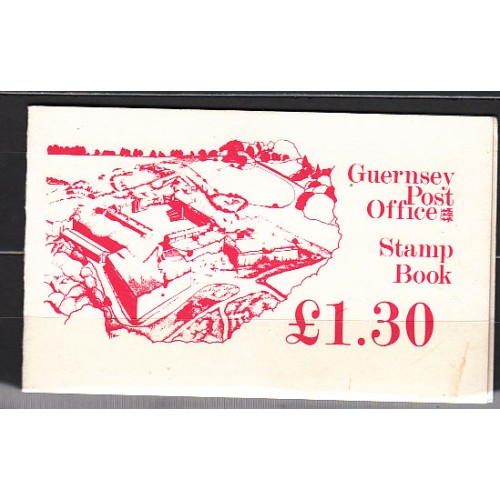 Guernsey
Post
Office
Stamp
Book
£1.30